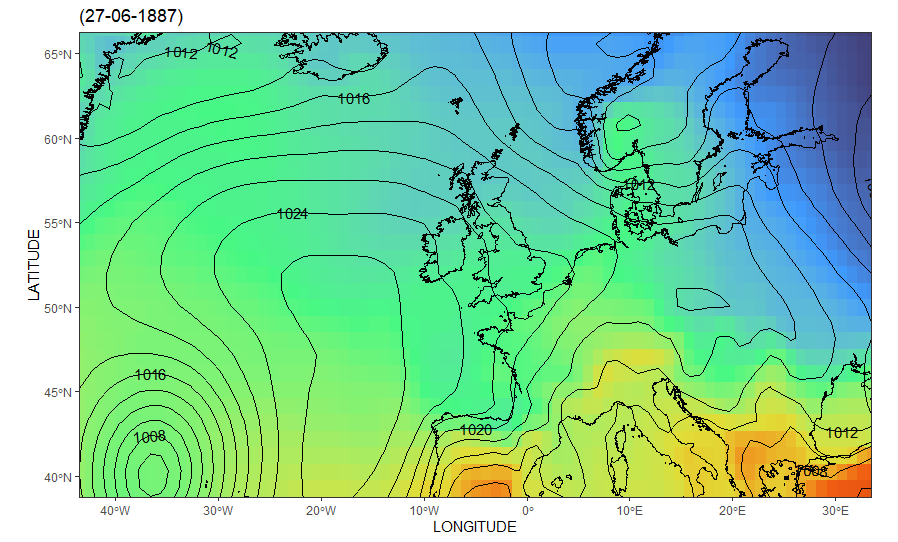 (27-06-1887)
65°N
60°N
55°N
50°N
45°N
40°N
LATITUDE
1012
1012
1016
1012
1024
1016
1008
1020
1012
1008
40°W
30°W
20°W
10°W
0°
10°E
20°E
30°E
LONGITUDE